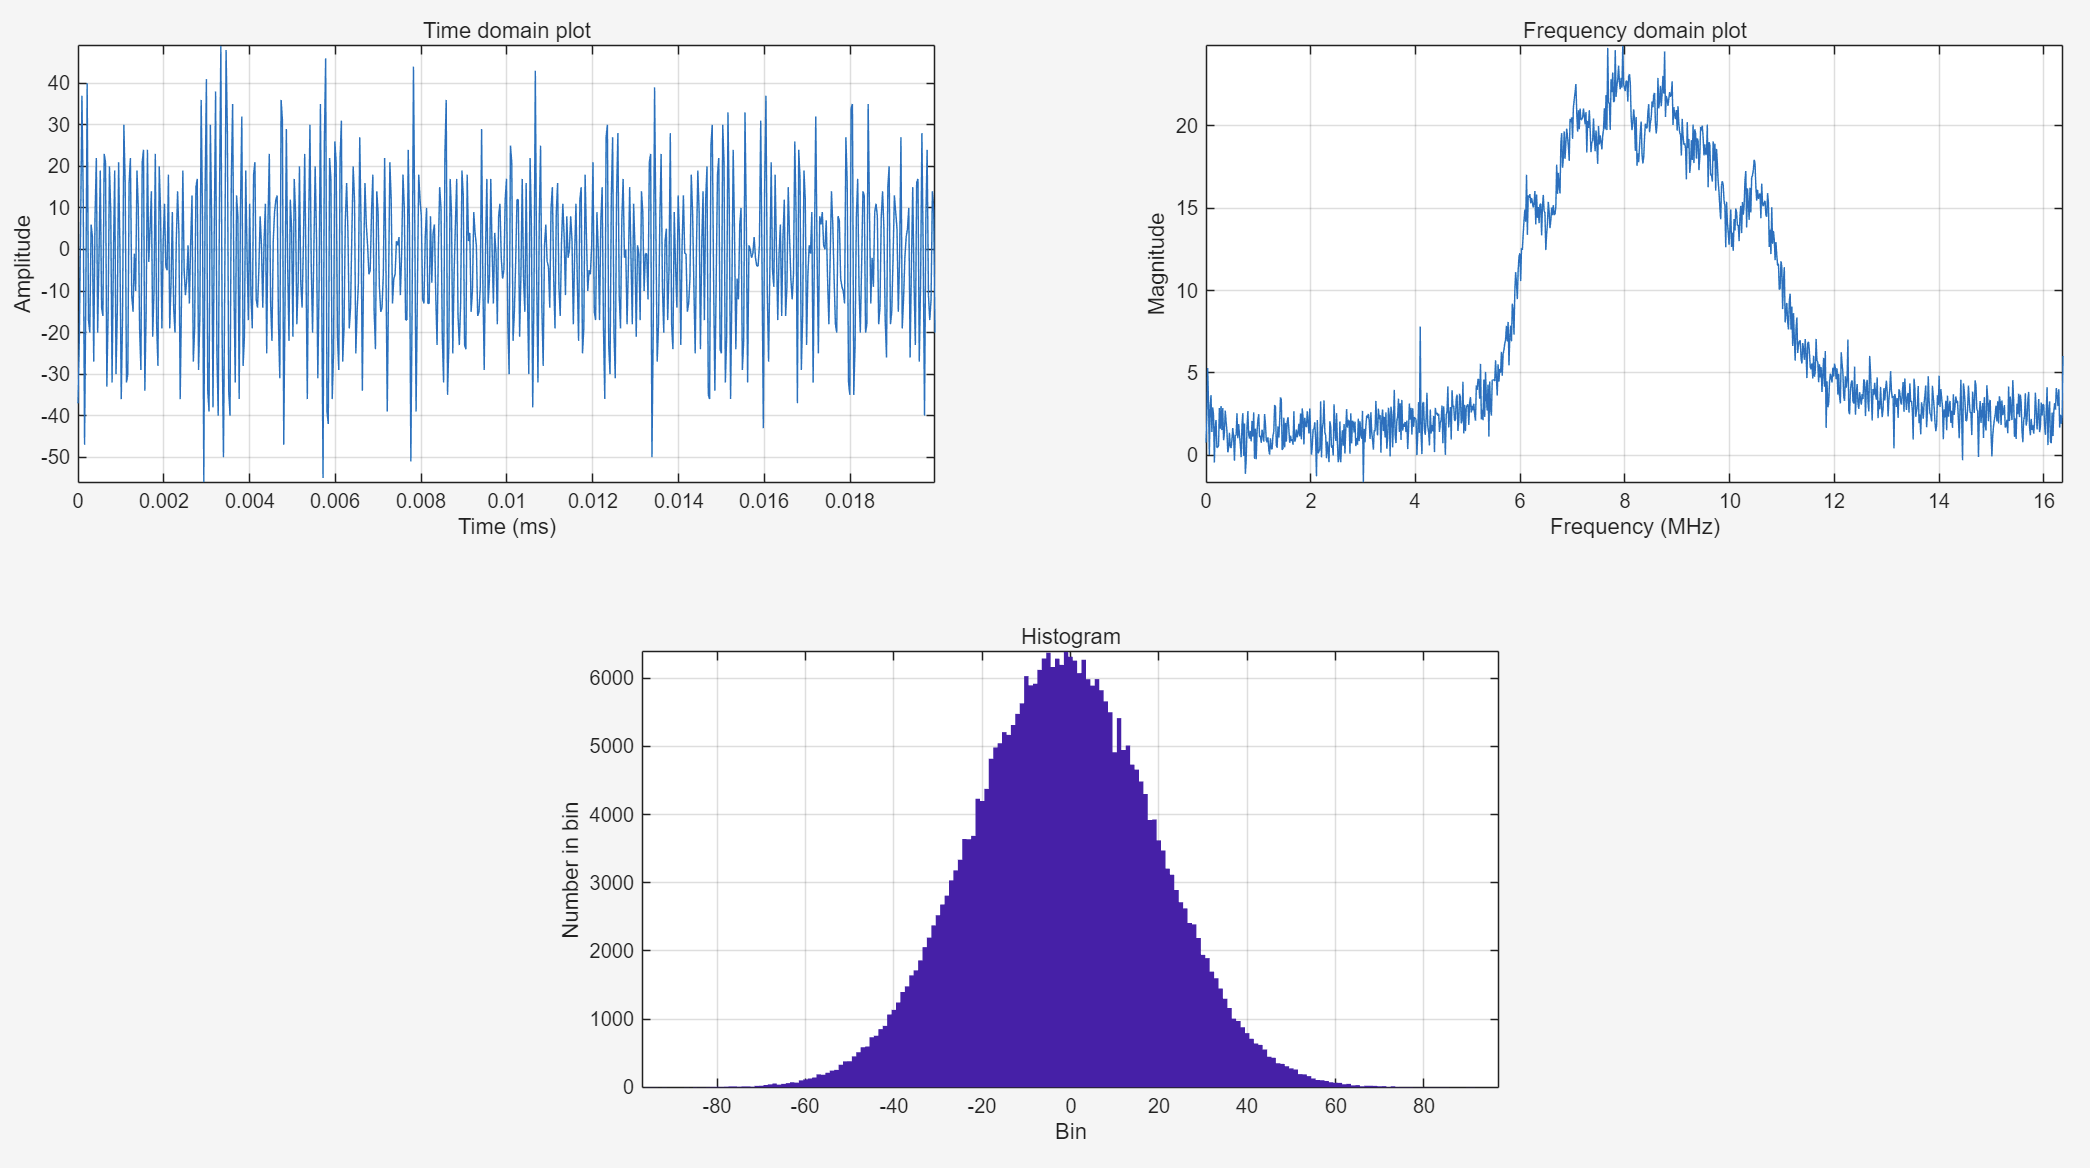 Time domain plot
40
30
20
10
0
-10
-20
-30
-40
-50
Amplitude
0 0.002 0.004 0.006 0.008 0.01 0.012 0.014 0.016 0.018
Time (ms)
Frequency domain plot
20
15
10
5
0
Magnitude
0 2 4 6 8 10 12 14 16
Frequency (MHz)
Histogram
6000
5000
4000
3000
2000
1000
0
Number in bin
-80 -60 -40 -20 0 20 40 60 80
Bin